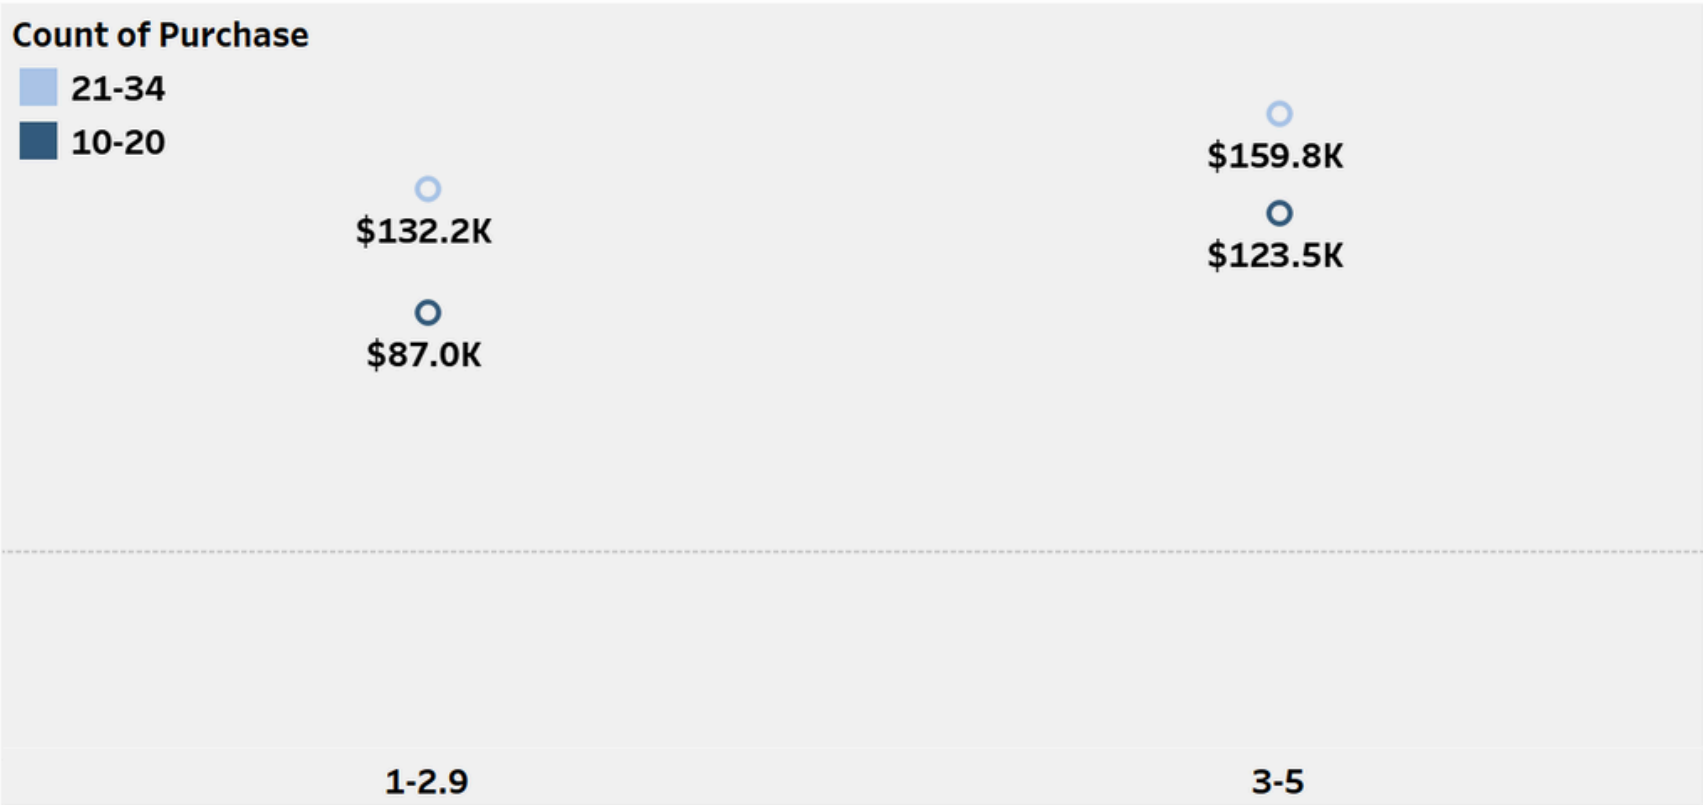 Count of Purchase
21-34
10-20
$159.8K
$132.2K
$123.5K
$87.0K
1-2.9
3-5